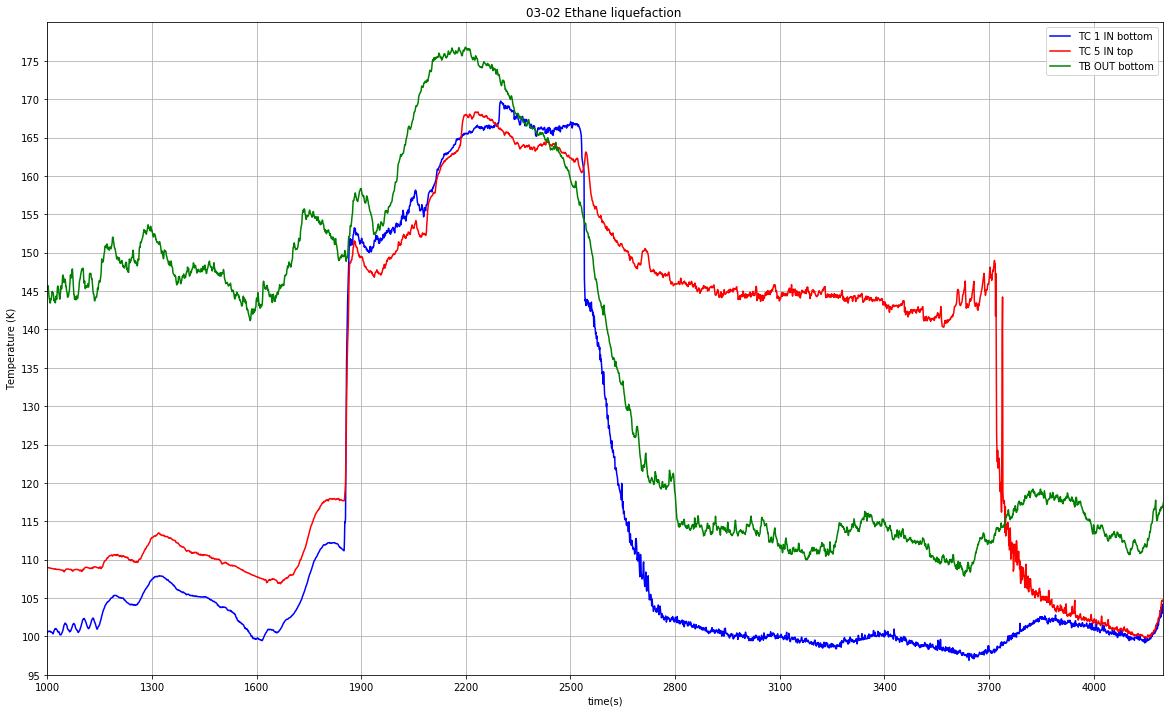 03-02 Ethane liquefaction
TC 1 IN bottom
TC 5 IN top
TB OUT bottom
Temperature (K)
175
170
165
160
155
150
145
140
135
130
125
120
115
110
105
100
95
1000 1300 1600 1900 2200 2500 2800 3100 3400 3700 4000
time(s)